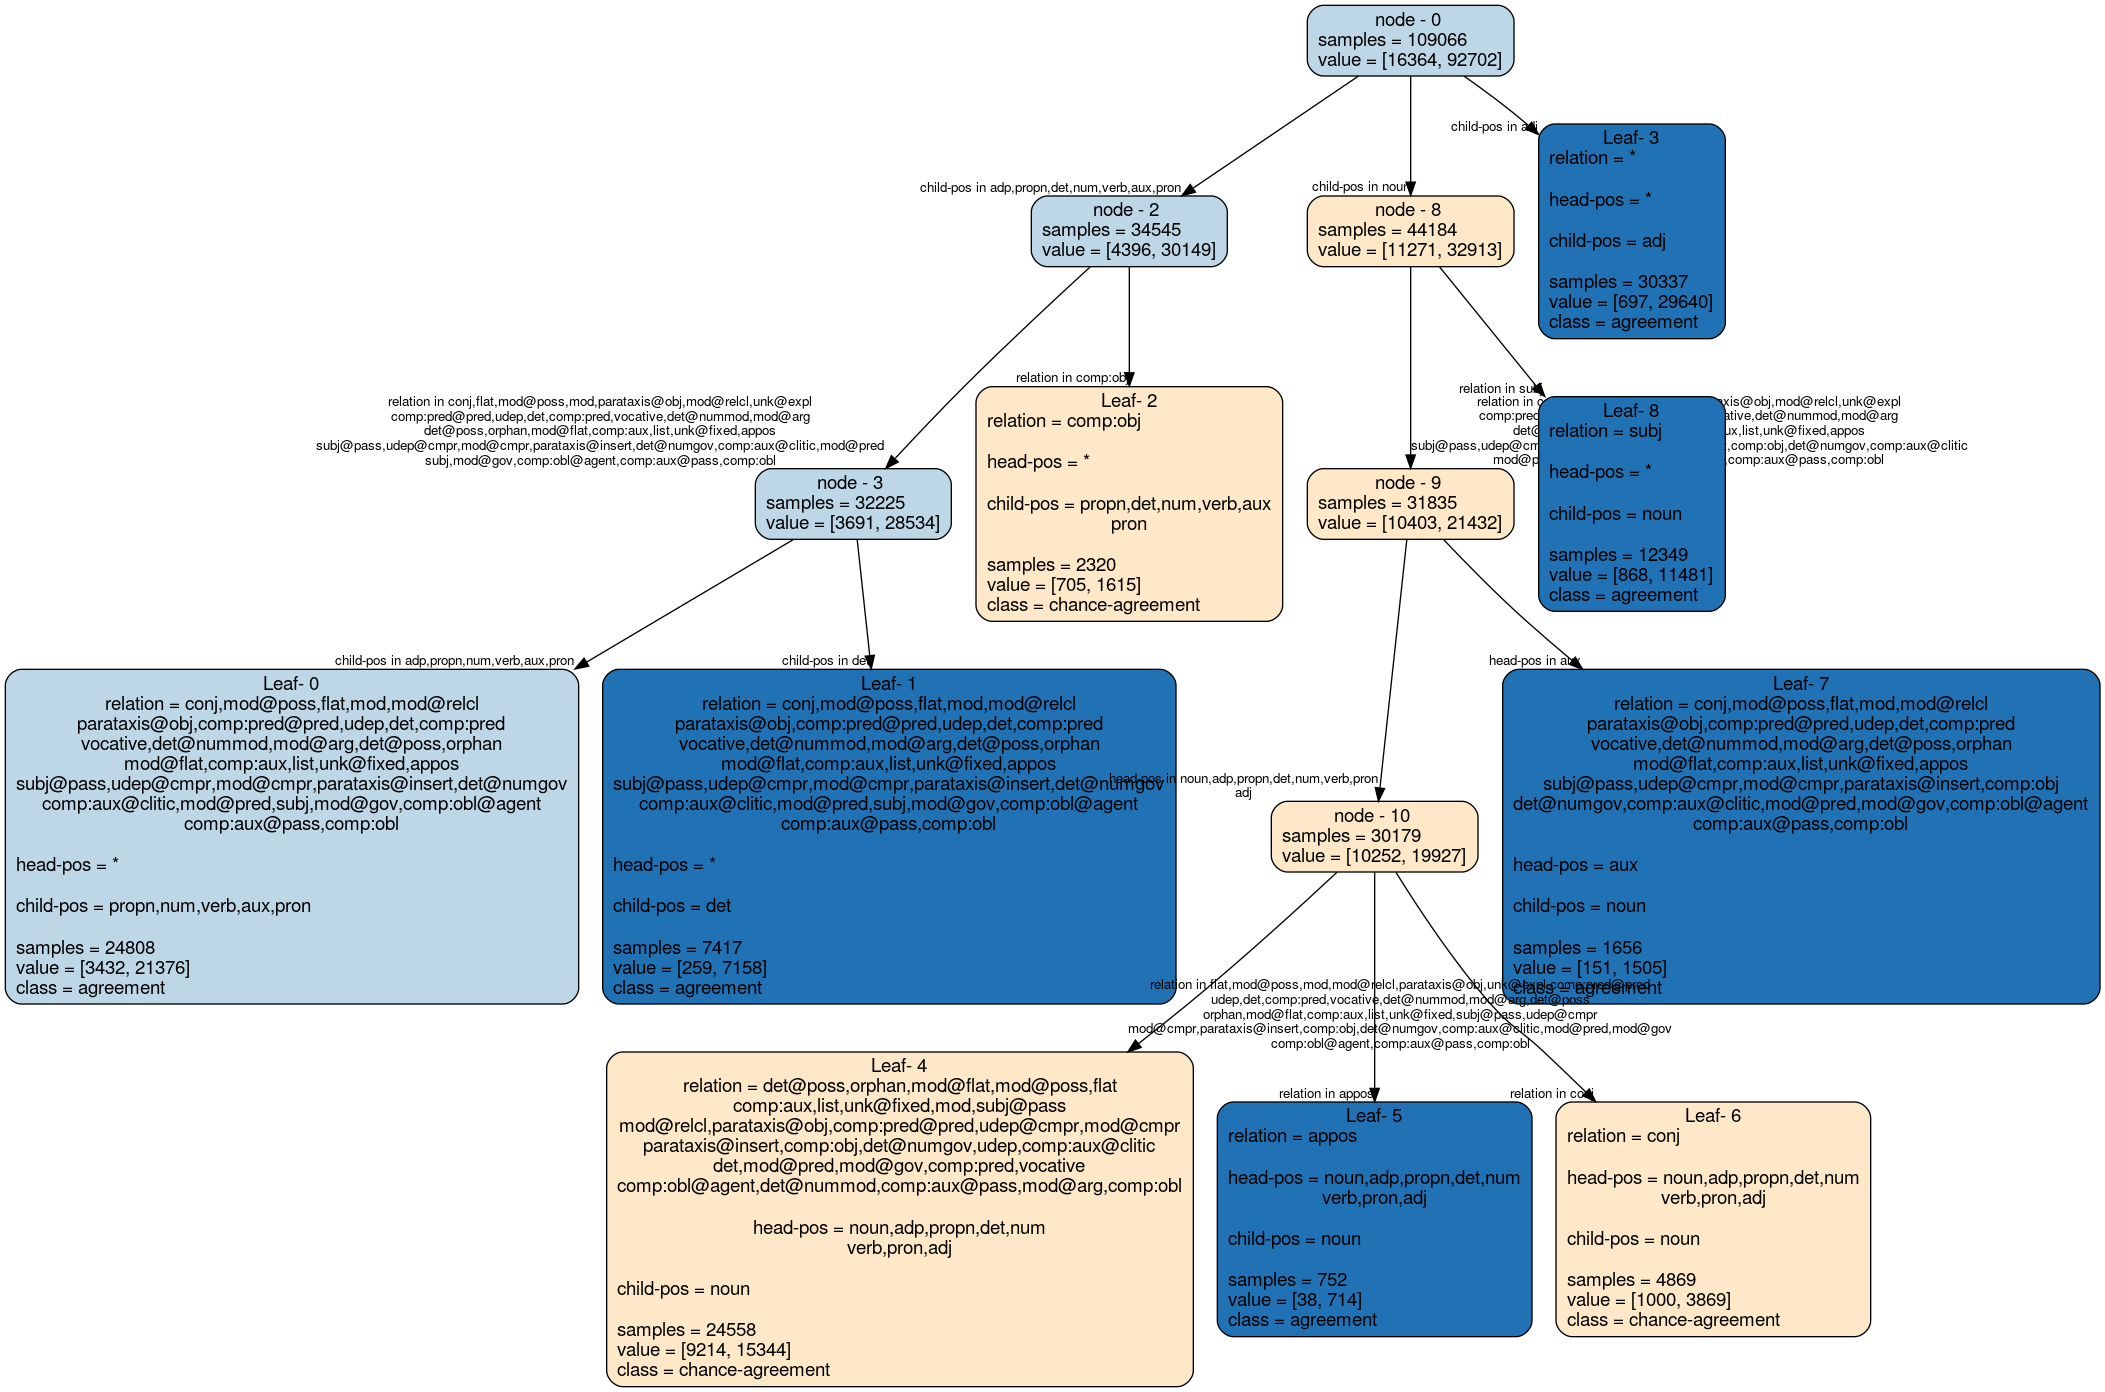 node - 0
samples = 109066
value = [16364, 92702]
child-pos in adj
Leaf- 3
relation = *
head-pos = *
child-pos = adj
samples = 30337
value = [697, 29640]
class = agreement
child-pos in adp,propn,det,num,verb,aux,pron
node - 2
samples = 34545
value = [4396, 30149]
child-pos in noun
node - 8
samples = 44184
value = [11271, 32913]
relation in conj,flat,mod@poss,mod,parataxis@obj,mod@relcl,unk@expl
comp:pred@pred,udep,det,comp:pred,vocative,det@nummod,mod@arg
det@poss,orphan,mod@flat,comp:aux,list,unk@fixed,appos
subj@pass,udep@cmpr,mod@cmpr,parataxis@insert,det@numgov,comp:aux@clitic,mod@pred
subj,mod@gov,comp:obl@agent,comp:aux@pass,comp:obl
node - 3
samples = 32225
value = [3691, 28534]
relation in comp:obj
Leaf- 2
relation = comp:obj
head-pos = *
child-pos = propn,det,num,verb,aux
pron
samples = 2320
value = [705, 1615]
class = chance-agreement
relation in
axis@obj,mod@relcl,unk@expl
ative,det@nummod,mod@arg
ux,list,unk@fixed,appos
comp:obj,det@numgov,comp:aux@clitic
comp:aux@pass,comp:obl
node - 9
samples = 31835
value = [10403, 21432]
relation in subj
Leaf- 8
relation = subj
head-pos = *
child-pos = noun
samples = 12349
value = [868, 11481]
class = agreement
child-pos in adp,propn,num,verb,aux,pron
Leaf- 0
relation = conj,mod@poss,flat,mod,mod@relcl
parataxis@obj,comp:pred@pred,udep,det,comp:pred
vocative,det@nummod,mod@arg,det@poss,orphan
mod@flat,comp:aux,list,unk@fixed,appos
subj@pass,udep@cmpr,mod@cmpr,parataxis@insert,det@numgov
comp:aux@clitic,mod@pred,subj,mod@gov,comp:obl@agent
comp:aux@pass,comp:obl
head-pos = *
child-pos = propn,num,verb,aux,pron
samples = 24808
value = [3432, 21376]
class = agreement
child-pos in det
Leaf- 1
relation = conj,mod@poss,flat,mod,mod@relcl
parataxis@obj,comp:pred@pred,udep,det,comp:pred
vocative,det@nummod,mod@arg,det@poss,orphan
mod@flat,comp:aux,list,unk@fixed,appos
subj@pass,udep@cmpr,mod@cmpr,parataxis@insert,det@numgov
comp:aux@clitic,mod@pred,subj,mod@gov,comp:obl@agent
comp:aux@pass,comp:obl
head-pos = *
child-pos = det
samples = 7417
value = [259, 7158]
class = agreement
head-pos in noun,adp,propn,det,num,verb,pron
adj
node - 10
samples = 30179
value = [10252, 19927]
head-pos in aux
Leaf- 7
relation = conj,mod@poss,flat,mod,mod@relcl
parataxis@obj,comp:pred@pred,udep,det,comp:pred
vocative,det@nummod,mod@arg,det@poss,orphan
mod@flat,comp:aux,list,unk@fixed,appos
subj@pass,udep@cmpr,mod@cmpr,parataxis@insert,comp:obj
det@numgov,comp:aux@clitic,mod@pred,mod@gov,comp:obl@agent
comp:aux@pass,comp:obl
head-pos = aux
child-pos = noun
samples = 1656
value = [151, 1505]
class = agreement
relation in flat,mod@poss,mod,mod@relcl,parataxis@obj,unk@expl,comp:pred@pred
udep,det,comp:pred,vocative,det@nummod,mod@arg,det@poss
orphan,mod@flat,comp:aux,list,unk@fixed,subj@pass,udep@cmpr
mod@cmpr,parataxis@insert,comp:obj,det@numgov,comp:aux@clitic,mod@pred,mod@gov
comp:obl@agent,comp:aux@pass,comp:obl
Leaf- 4
relation = det@poss,orphan,mod@flat,mod@poss,flat
comp:aux,list,unk@fixed,mod,subj@pass
mod@relcl,parataxis@obj,comp:pred@pred,udep@cmpr,mod@cmpr
parataxis@insert,comp:obj,det@numgov,udep,comp:aux@clitic
det,mod@pred,mod@gov,comp:pred,vocative
comp:obl@agent,det@nummod,comp:aux@pass,mod@arg,comp:obl
head-pos = noun,adp,propn,det,num
verb,pron,adj
child-pos = noun
samples = 24558
value = [9214, 15344]
class = chance-agreement
relation in appos
Leaf- 5
relation = appos
head-pos = noun,adp,propn,det,num
verb,pron,adj
child-pos = noun
samples = 752
value = [38, 714]
class = agreement
relation in conj
Leaf- 6
relation = conj
head-pos = noun,adp,propn,det,num
verb,pron,adj
child-pos = noun
samples = 4869
value = [1000, 3869]
class = chance-agreement